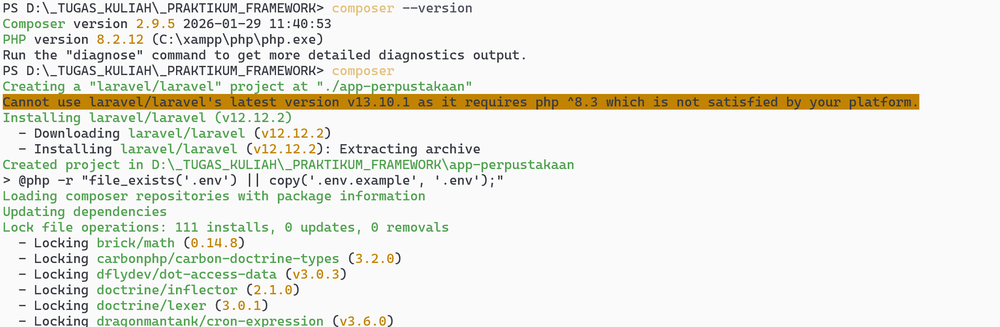 PS D:\_TUGAS_KULIAH\_PRAKTIKUM_FRAMEWORK> composer --version
Composer version 2.9.5 2026-01-29 11:40:53
PHP version 8.2.12 (C:\xampp\php\php.exe)
Run the "diagnose" command to get more detailed diagnostics output.
PS D:\_TUGAS_KULIAH\_PRAKTIKUM_FRAMEWORK> composer
Creating a "laravel/laravel" project at "./app-perpustakaan"
Cannot use laravel/laravel's latest version v13.10.1 as it requires php ^8.3 which is not satisfied by your platform.
Installing laravel/laravel (v12.12.2)
  - Downloading laravel/laravel (v12.12.2)
  - Installing laravel/laravel (v12.12.2): Extracting archive
Created project in D:\_TUGAS_KULIAH\_PRAKTIKUM_FRAMEWORK\app-perpustakaan
> @php -r "file_exists('.env') || copy('.env.example', '.env');"
Loading composer repositories with package information
Updating dependencies
Lock file operations: 111 installs, 0 updates, 0 removals
  - Locking brick/math (0.14.8)
  - Locking carbonphp/carbon-doctrine-types (3.2.0)
  - Locking dflydev/dot-access-data (v3.0.3)
  - Locking doctrine/inflector (2.1.0)
  - Locking doctrine/lexer (3.0.1)
  - Locking dragonmantank/cron-expression (v3.6.0)